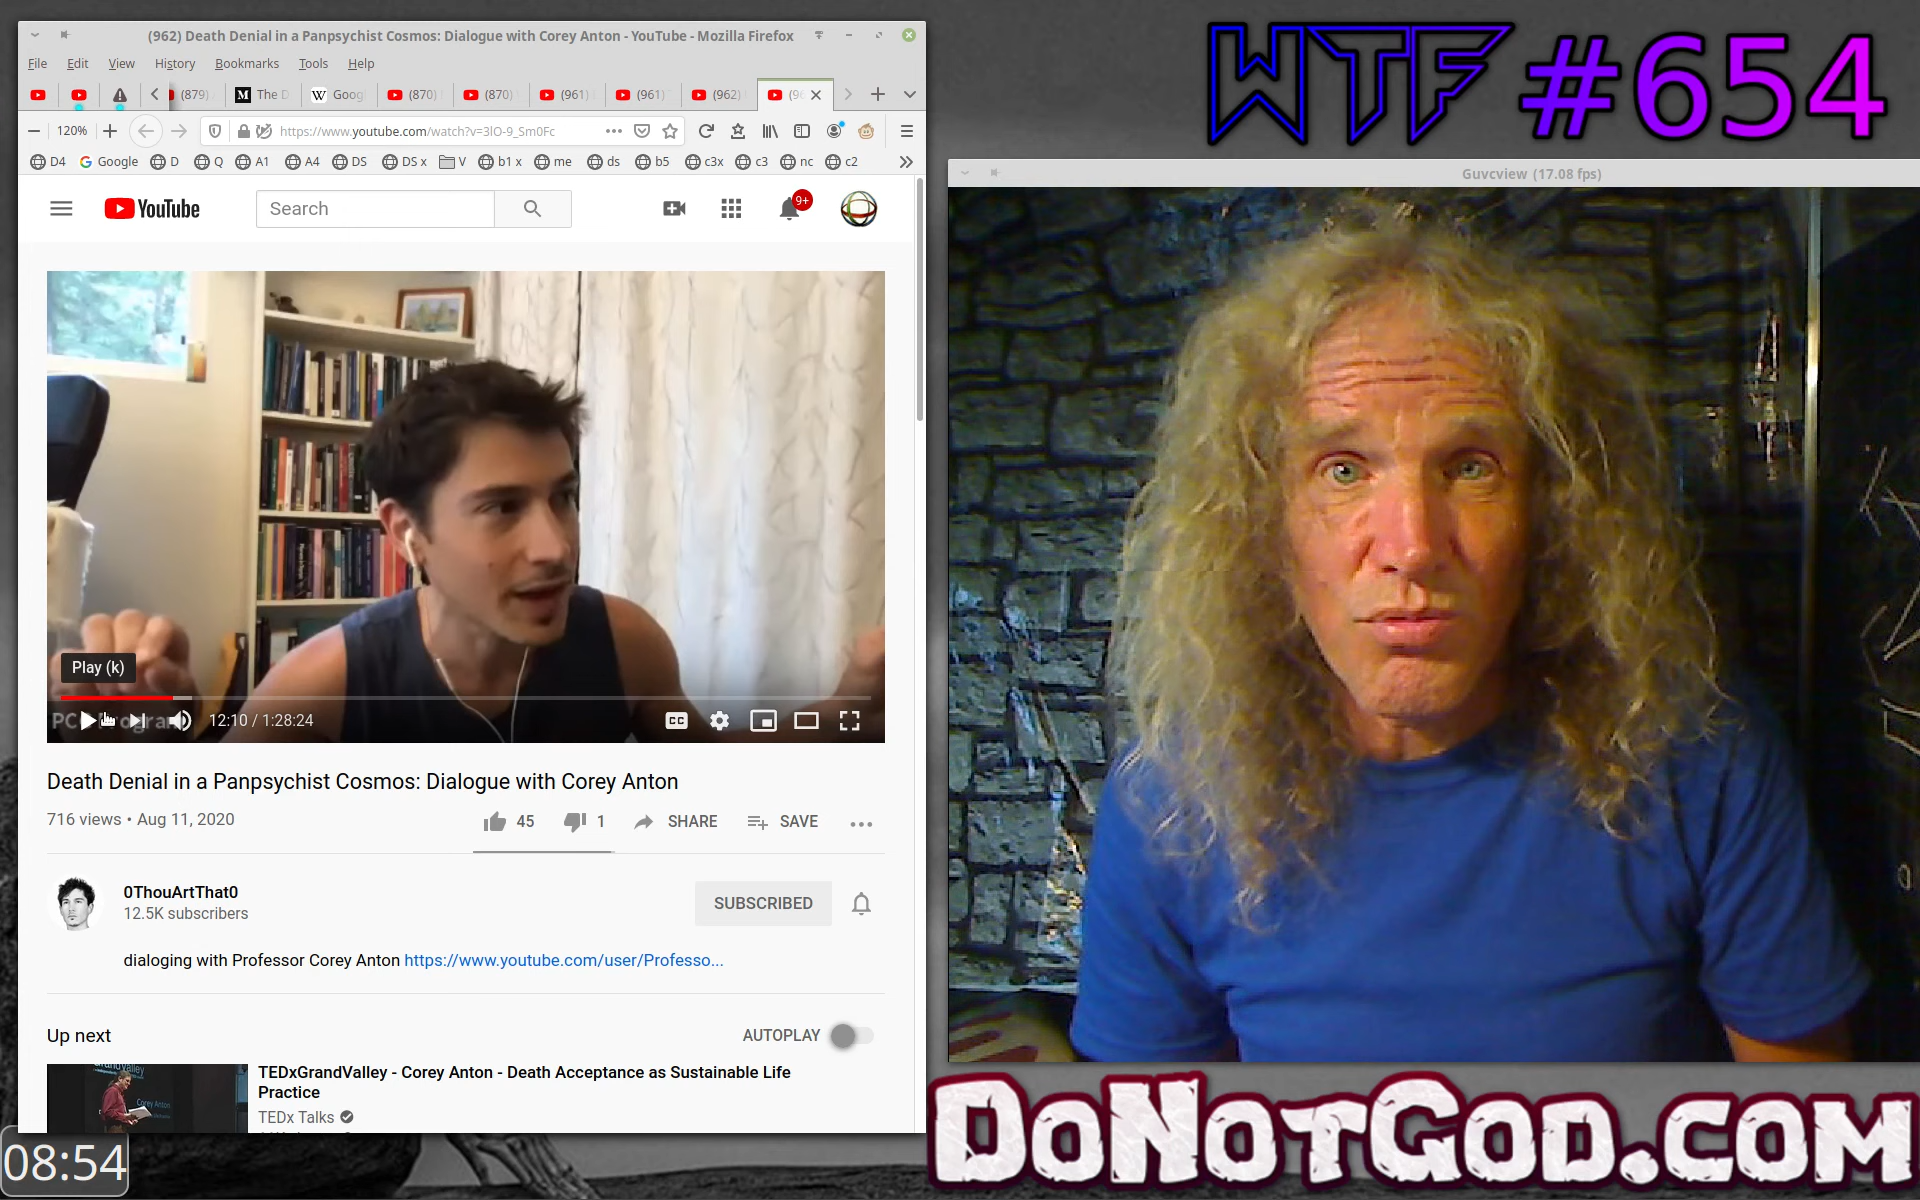 (962) Death Denial in a Panpsychist Cosmos: Dialogue with Corey Anton - YouTube - Mozilla Firefox
File Edit View History Bookmarks Tools Help
(879) The D Goog (870) (870) (961) (961) (962) (96
120% https://www.youtube.com/watch?v=3lO-9_Sm0Fc
D4 Google D Q A1 A4 DS DS x V b1 x me ds b5 c3x c3 nc c2
YouTube Search 9+
Play (k)
12:10 / 1:28:24 CC
Death Denial in a Panpsychist Cosmos: Dialogue with Corey Anton
716 views • Aug 11, 2020 45 1 SHARE SAVE
0ThouArtThat0
12.5K subscribers
SUBSCRIBED
dialoging with Professor Corey Anton https://www.youtube.com/user/Professo...
Up next AUTOPLAY
TEDxGrandValley - Corey Anton - Death Acceptance as Sustainable Life
Practice
TEDx Talks
Corey Anton
08:54
WTF #654
Guvcview (17.08 fps)
DoNotGod.com